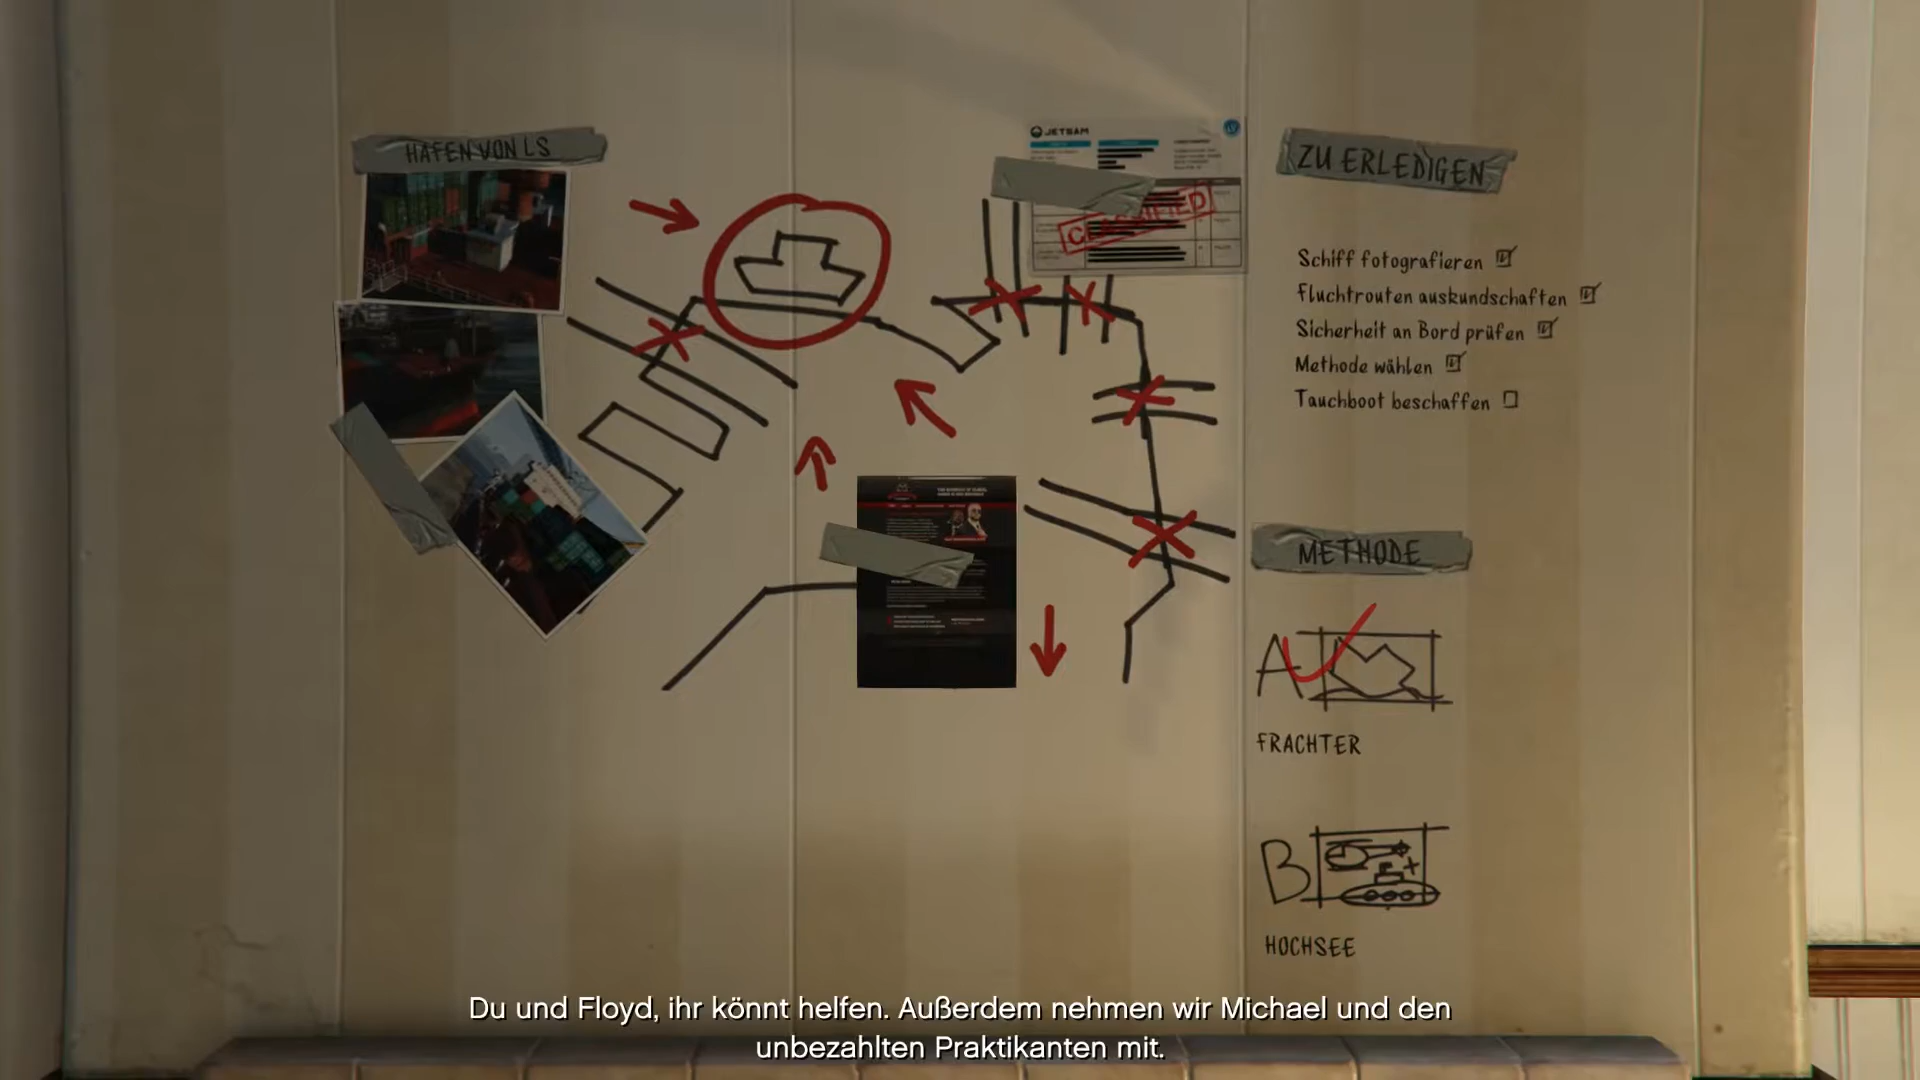 HAFEN VON LS
JETSAM
CLASSIFIED
ZU ERLEDIGEN
Schiff fotografieren
Fluchtrouten auskundschaften
Sicherheit an Bord prüfen
Methode wählen
Tauchboot beschaffen
METHODE
A
FRACHTER
B
HOCHSEE
Du und Floyd, ihr könnt helfen. Außerdem nehmen wir Michael und den
unbezahlten Praktikanten mit.